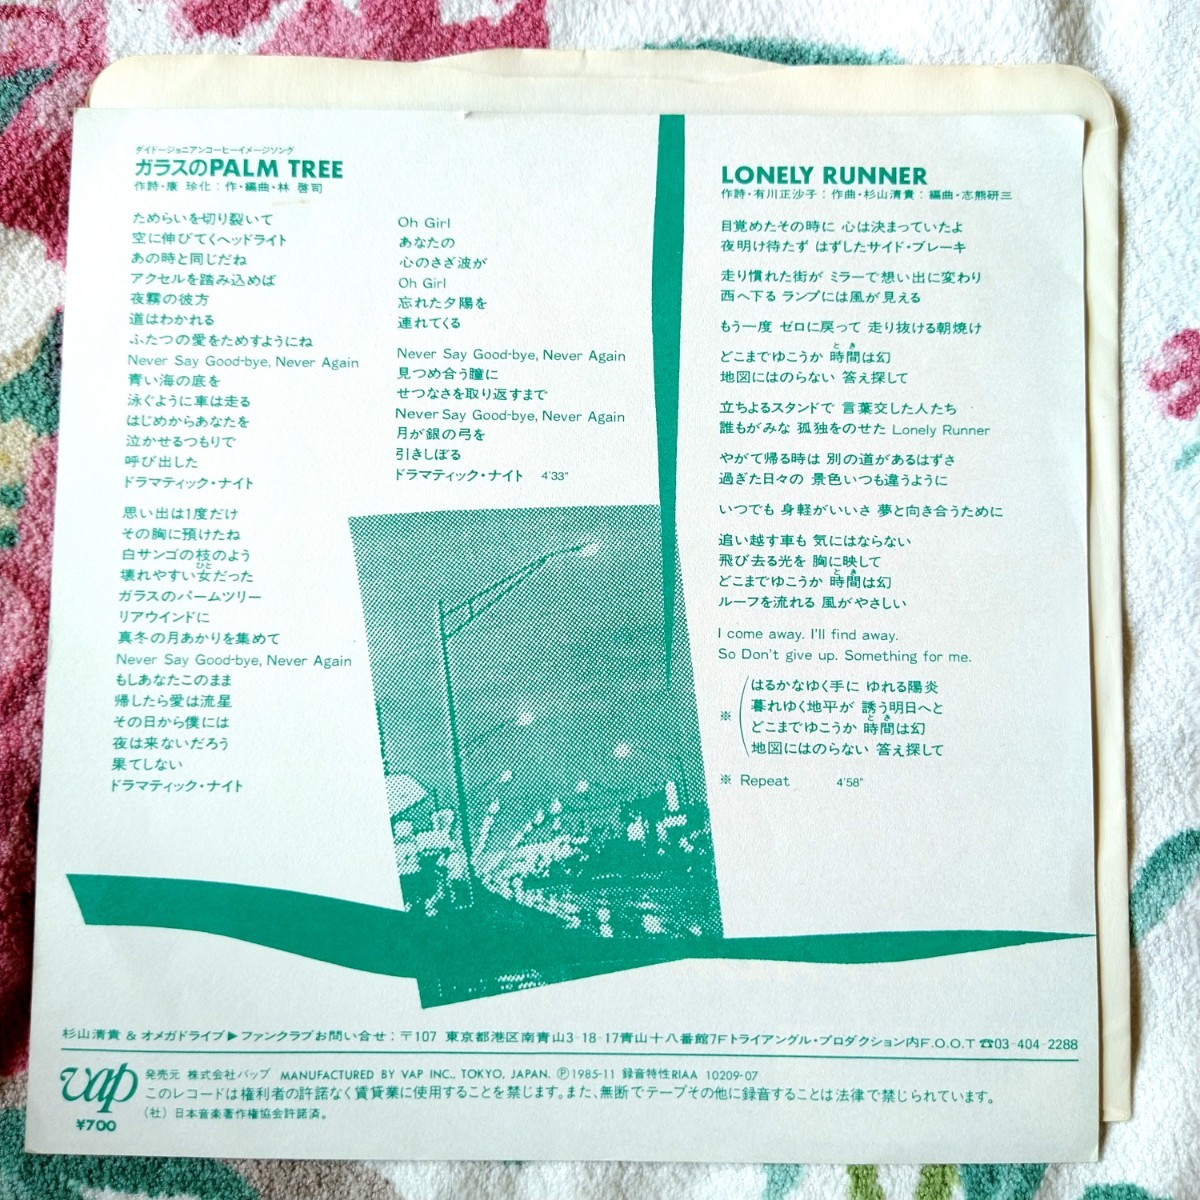 ダイドージョニアンコーヒーイメージソング
ガラスのPALM TREE
作詩・康 珍化：作・編曲・林 啓司
ためらいを切り裂いて
空に伸びてくヘッドライト
あの時と同じだね
アクセルを踏み込めば
夜霧の彼方
道はわかれる
ふたつの愛をためすようにね
Never Say Good-bye, Never Again
青い海の底を
泳ぐように車は走る
はじめからあなたを
泣かせるつもりで
呼び出した
ドラマティック・ナイト
思い出は1度だけ
その胸に預けたね
白サンゴの枝のよう
壊れやすい女だった
ひと
ガラスのパームツリー
リアウインドに
真冬の月あかりを集めて
Never Say Good-bye, Never Again
もしあなたこのまま
帰したら愛は流星
その日から僕には
夜は来ないだろう
果てしない
ドラマティック・ナイト
Oh Girl
あなたの
心のさざ波が
Oh Girl
忘れた夕陽を
連れてくる
Never Say Good-bye, Never Again
見つめ合う瞳に
せつなさを取り返すまで
Never Say Good-bye, Never Again
月が銀の弓を
引きしぼる
ドラマティック・ナイト 4'33"
LONELY RUNNER
作詩・有川正沙子：作曲・杉山清貴：編曲・志熊研三
目覚めたその時に 心は決まっていたよ
夜明け待たず はずしたサイド・ブレーキ
走り慣れた街が ミラーで想い出に変わり
西へ下る ランプには風が見える
もう一度 ゼロに戻って 走り抜ける朝焼け
どこまでゆこうか 時間は幻
とき
地図にはのらない 答え探して
立ちよるスタンドで 言葉交した人たち
誰もがみな 孤独をのせた Lonely Runner
やがて帰る時は 別の道があるはずさ
過ぎた日々の 景色いつも違うように
いつでも 身軽がいいさ 夢と向き合うために
追い越す車も 気にはならない
飛び去る光を 胸に映して
どこまでゆこうか 時間は幻
とき
ルーフを流れる 風がやさしい
I come away. I'll find away.
So Don't give up. Something for me.
はるかなゆく手に ゆれる陽炎
暮れゆく地平が 誘う明日へと
※ どこまでゆこうか 時間は幻
とき
地図にはのらない 答え探して
※ Repeat 4'58"
杉山清貴 & オメガドライブ▶ファンクラブお問い合せ：〒107 東京都港区南青山3-18-17青山十八番館7Fトライアングル・プロダクション内F.O.O.T ☎03-404-2288
vap
¥700
発売元 株式会社バップ MANUFACTURED BY VAP INC., TOKYO, JAPAN. Ⓟ1985-11 録音特性RIAA 10209-07
このレコードは権利者の許諾なく賃貸業に使用することを禁じます。また、無断でテープその他に録音することは法律で禁じられています。
（社）日本音楽著作権協会許諾済。